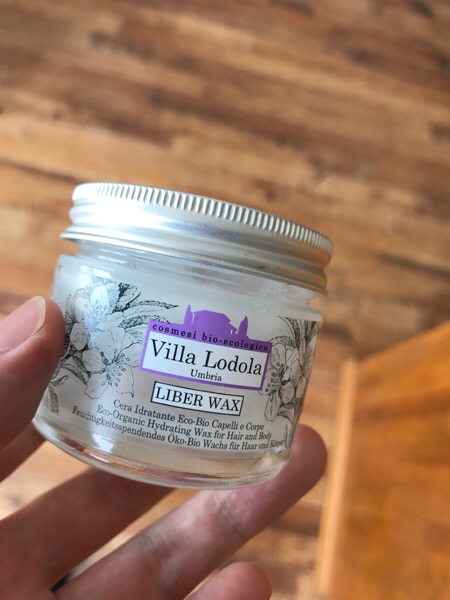 cosmesi bio-ecologica
Villa Lodola
Umbria
LIBER WAX
Cera Idratante Eco-Bio Capelli e Corpo
Eco-Organic Hydrating Wax for Hair and Body
Feuchtigkeitsspendendes Öko-Bio Wachs für Haar und Körper